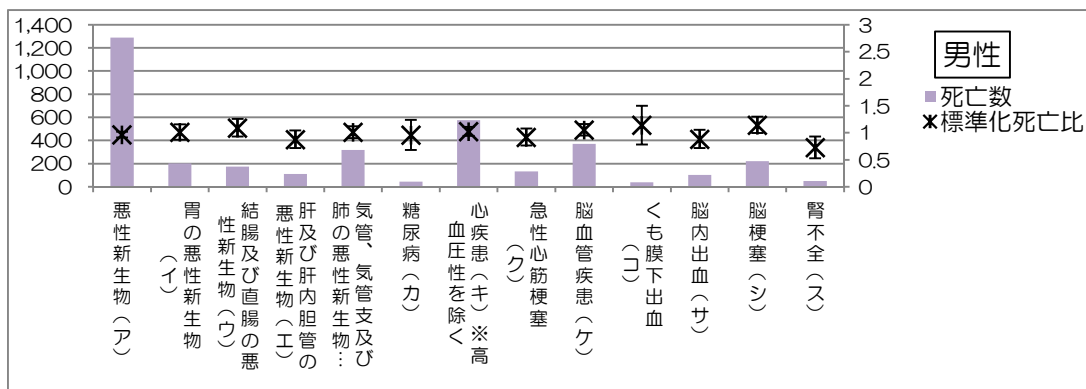 1,400
1,200
1,000
800
600
400
200
0
3
2.5
2
1.5
1
0.5
0
男性
死亡数
標準化死亡比
悪性新生物（ア）
胃の悪性新生物
（イ）
結腸及び直腸の悪
性新生物（ウ）
肝及び肝内胆管の
悪性新生物（エ）
気管、気管支及び
肺の悪性新生物…
糖尿病（カ）
心疾患（キ）※高
血圧性を除く
急性心筋梗塞
（ク）
脳血管疾患（ケ）
くも膜下出血
（コ）
脳内出血（サ）
脳梗塞（シ）
腎不全（ス）